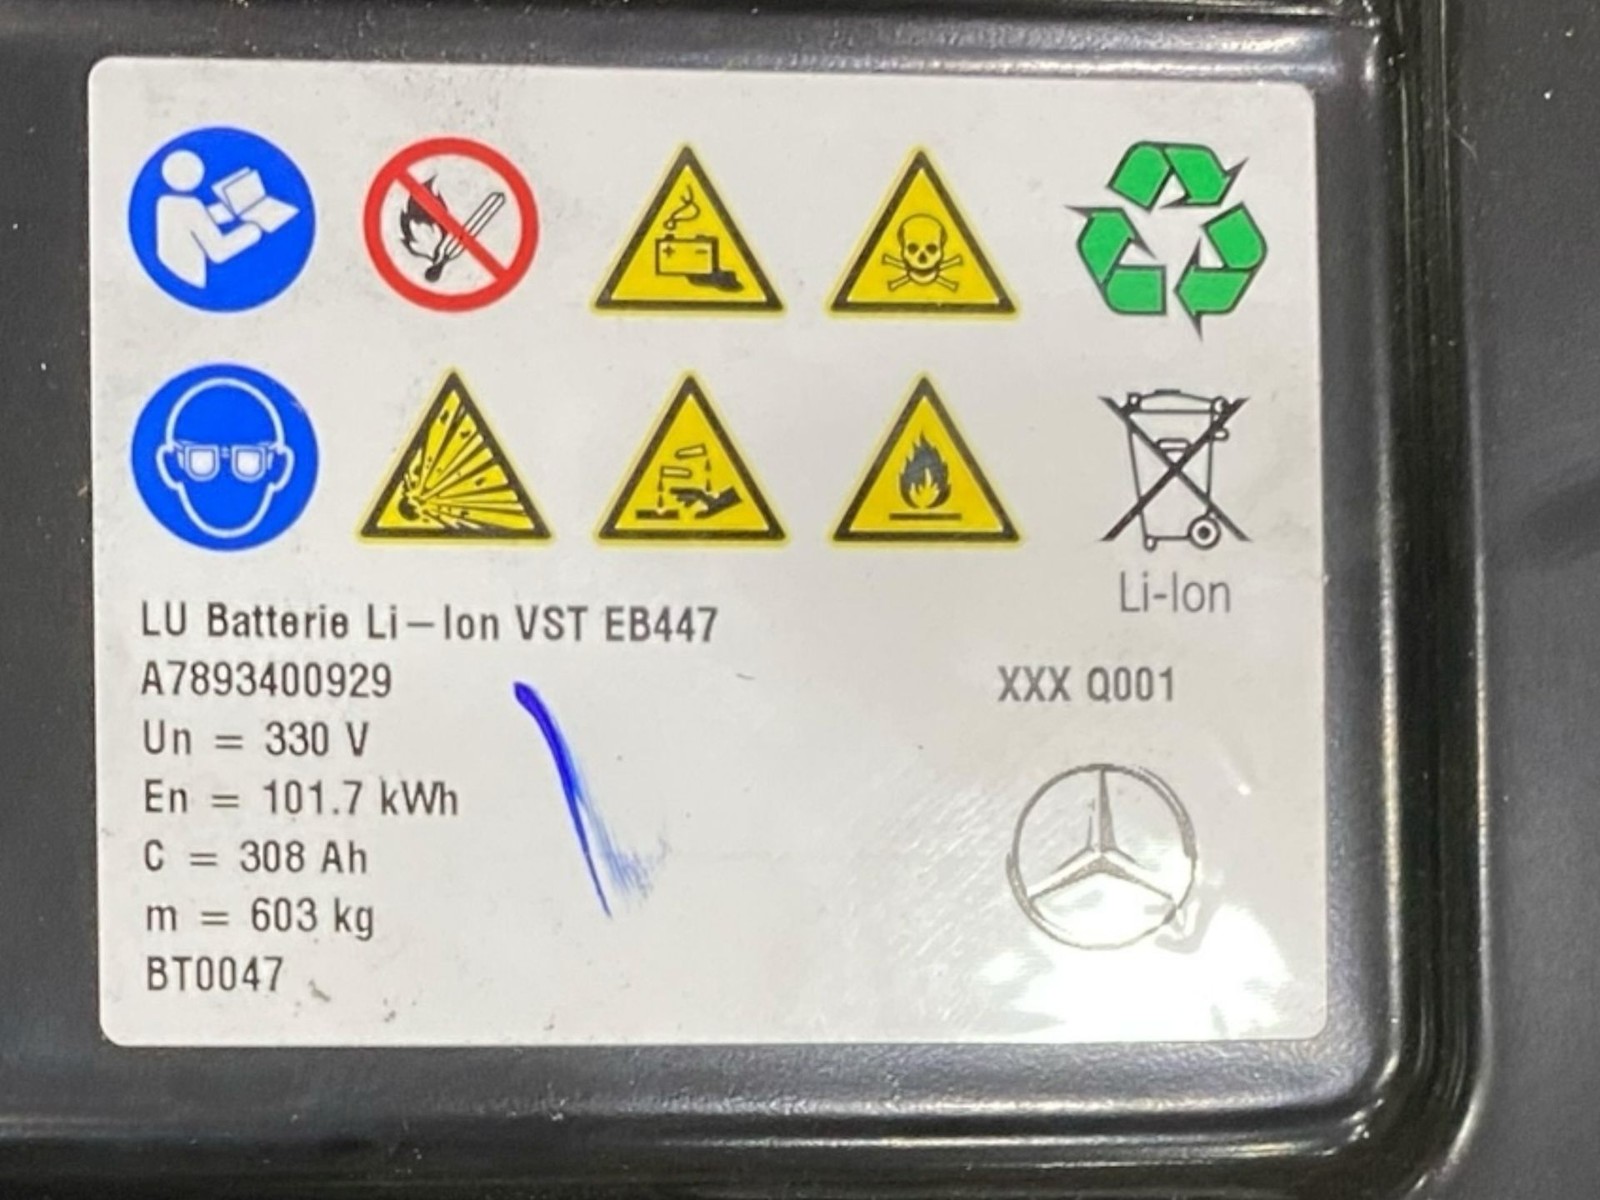 Li-Ion
LU Batterie Li-Ion VST EB447
A7893400929
XXX Q001
Un = 330 V
En = 101.7 kWh
C = 308 Ah
m = 603 kg
BT0047